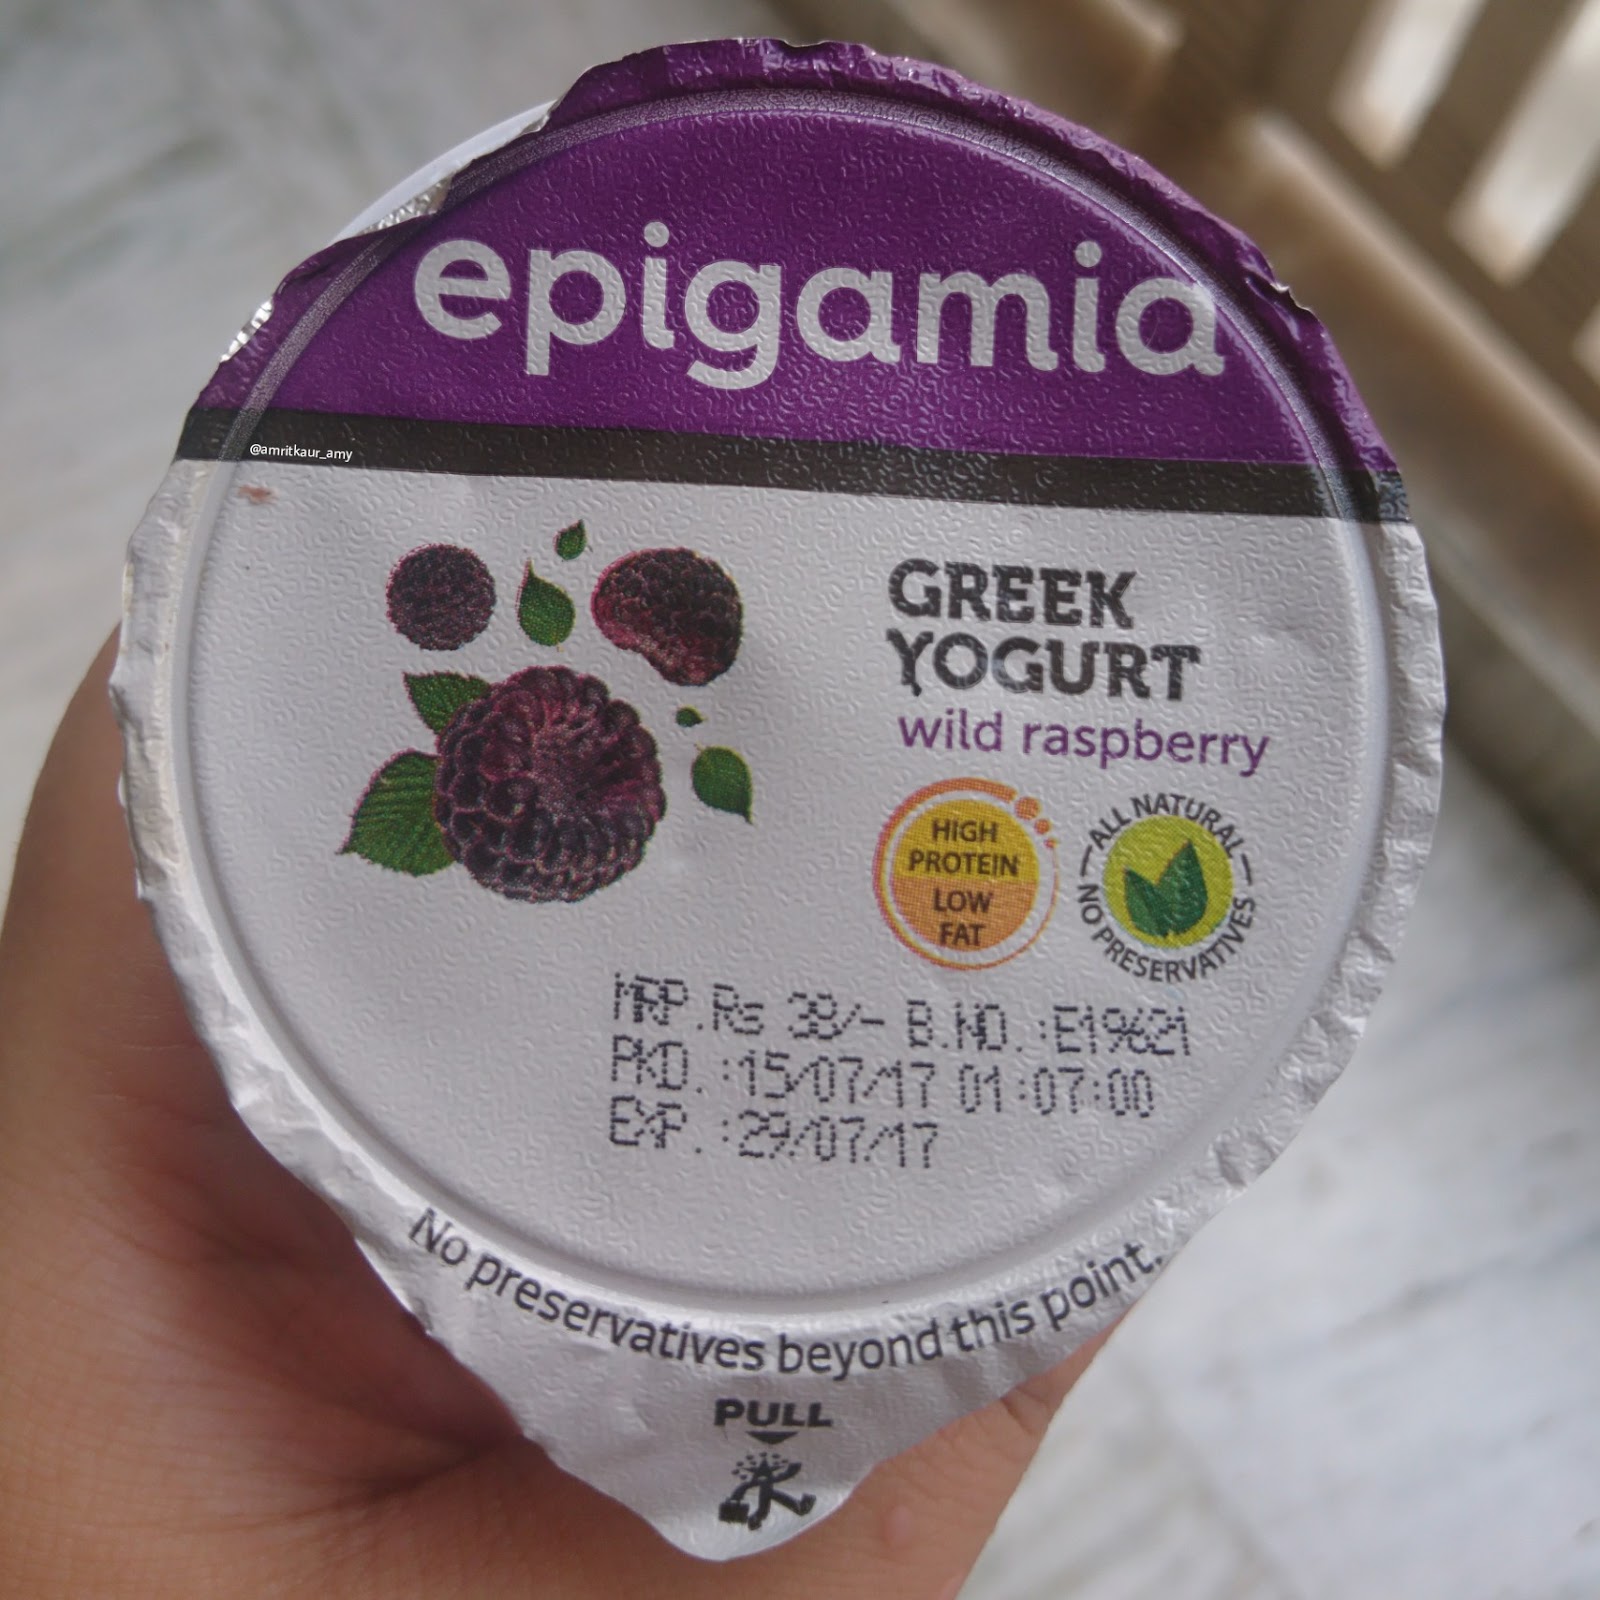 epigamia
@amritkaur_amy
GREEK
YOGURT
wild raspberry
HIGH
PROTEIN
LOW
FAT
ALL NATURAL
NO PRESERVATIVES
MRP.Rs 38/- B.NO.:E19621
PKD.:15/07/17 01:07:00
EXP.:29/07/17
No preservatives beyond this point.
PULL